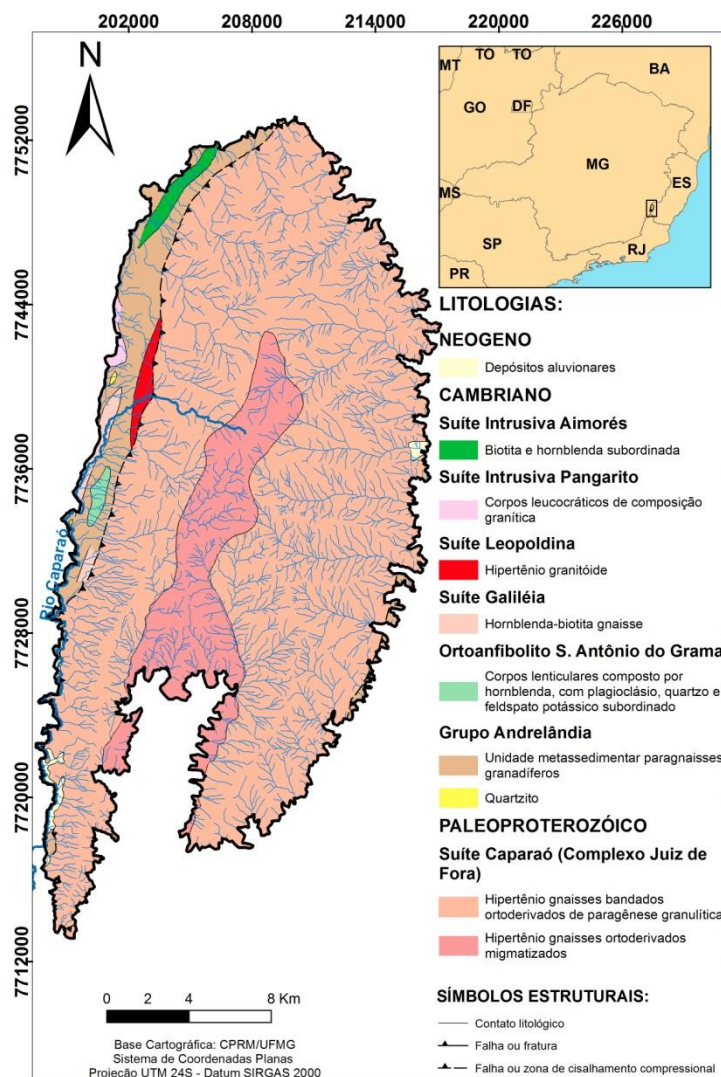 202000
208000
214000
220000
226000
N
7752000
7744000
7736000
7728000
7720000
7712000
Rio Caparaó
0 2 4 8 Km
Base Cartográfica: CPRM/UFMG
Sistema de Coordenadas Planas
Projeção UTM 24S - Datum SIRGAS 2000
MT
TO
TO
BA
GO
DF
MG
ES
MS
SP
RJ
PR
LITOLOGIAS:
NEOGENO
Depósitos aluvionares
CAMBRIANO
Suíte Intrusiva Aimorés
Biotita e hornblenda subordinada
Suíte Intrusiva Pangarito
Corpos leucocráticos de composição
granítica
Suíte Leopoldina
Hipertênio granitóide
Suíte Galiléia
Hornblenda-biotita gnaisse
Ortoanfibolito S. Antônio do Grama
Corpos lenticulares composto por
hornblenda, com plagioclásio, quartzo e
feldspato potássico subordinado
Grupo Andrelândia
Unidade metassedimentar paragnaisses
granadíferos
Quartzito
PALEOPROTEROZÓICO
Suíte Caparaó (Complexo Juiz de
Fora)
Hipertênio gnaisses bandados
ortoderivados de paragênese granulítica
Hipertênio gnaisses ortoderivados
migmatizados
SÍMBOLOS ESTRUTURAIS:
Contato litológico
Falha ou fratura
Falha ou zona de cisalhamento compressional